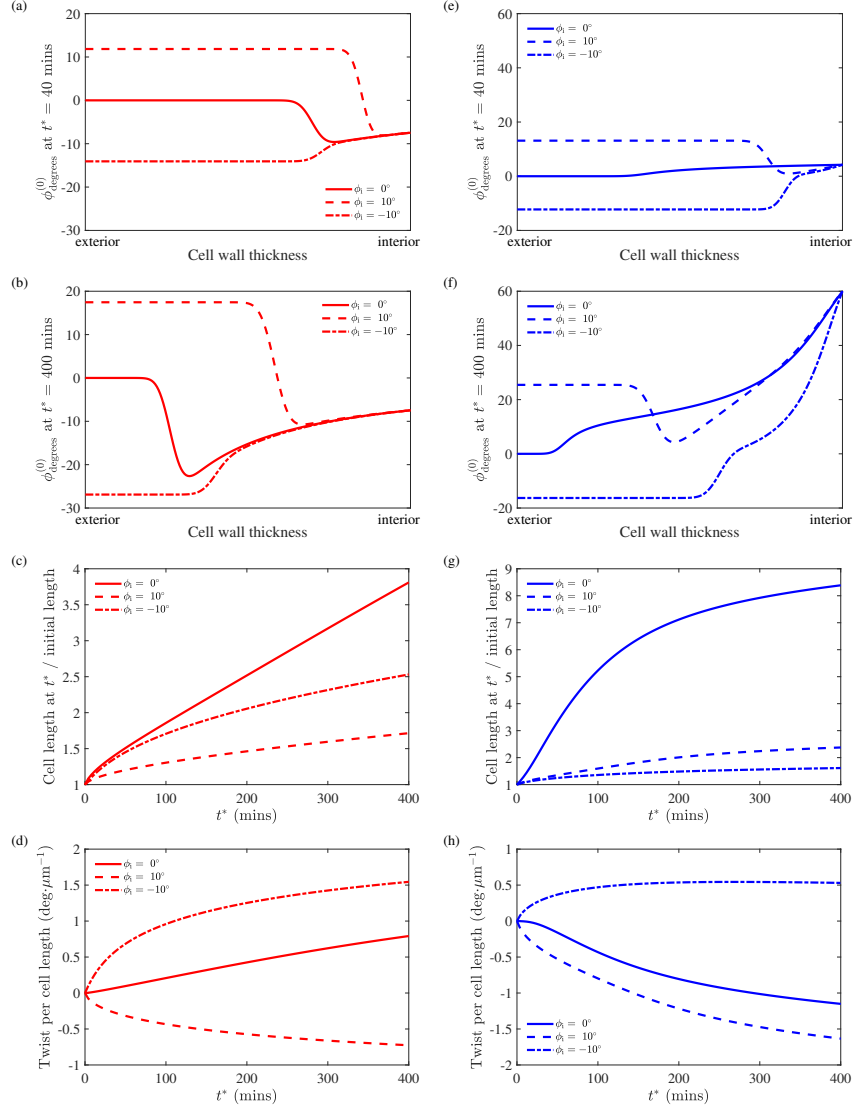 (a)
20
10
0
-10
-20
-30
ϕ(0)degrees at t* = 40 mins
ϕi = 0°
ϕi = 10°
ϕi = −10°
exterior
interior
Cell wall thickness
(e)
60
40
20
0
-20
ϕ(0)degrees at t* = 40 mins
ϕi = 0°
ϕi = 10°
ϕi = −10°
exterior
interior
Cell wall thickness
(b)
20
10
0
-10
-20
-30
ϕ(0)degrees at t* = 400 mins
ϕi = 0°
ϕi = 10°
ϕi = −10°
exterior
interior
Cell wall thickness
(f)
60
40
20
0
-20
ϕ(0)degrees at t* = 400 mins
ϕi = 0°
ϕi = 10°
ϕi = −10°
exterior
interior
Cell wall thickness
(c)
4
3.5
3
2.5
2
1.5
1
Cell length at t* / initial length
ϕi = 0°
ϕi = 10°
ϕi = −10°
0 100 200 300 400
t* (mins)
(g)
9
8
7
6
5
4
3
2
1
Cell length at t* / initial length
ϕi = 0°
ϕi = 10°
ϕi = −10°
0 100 200 300 400
t* (mins)
(d)
2
1.5
1
0.5
0
-0.5
-1
Twist per cell length (deg·μm−1)
ϕi = 0°
ϕi = 10°
ϕi = −10°
0 100 200 300 400
t* (mins)
(h)
1
0.5
0
-0.5
-1
-1.5
-2
Twist per cell length (deg·μm−1)
ϕi = 0°
ϕi = 10°
ϕi = −10°
0 100 200 300 400
t* (mins)